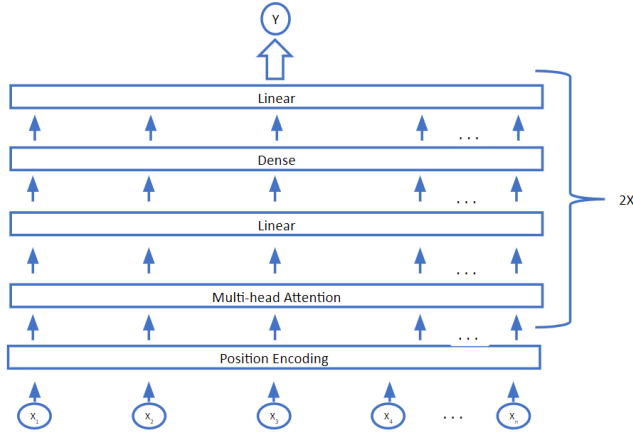 Y
Linear
. . .
Dense
. . .
2X
Linear
. . .
Multi-head Attention
. . .
Position Encoding
X1 X2 X3 X4 . . . Xn